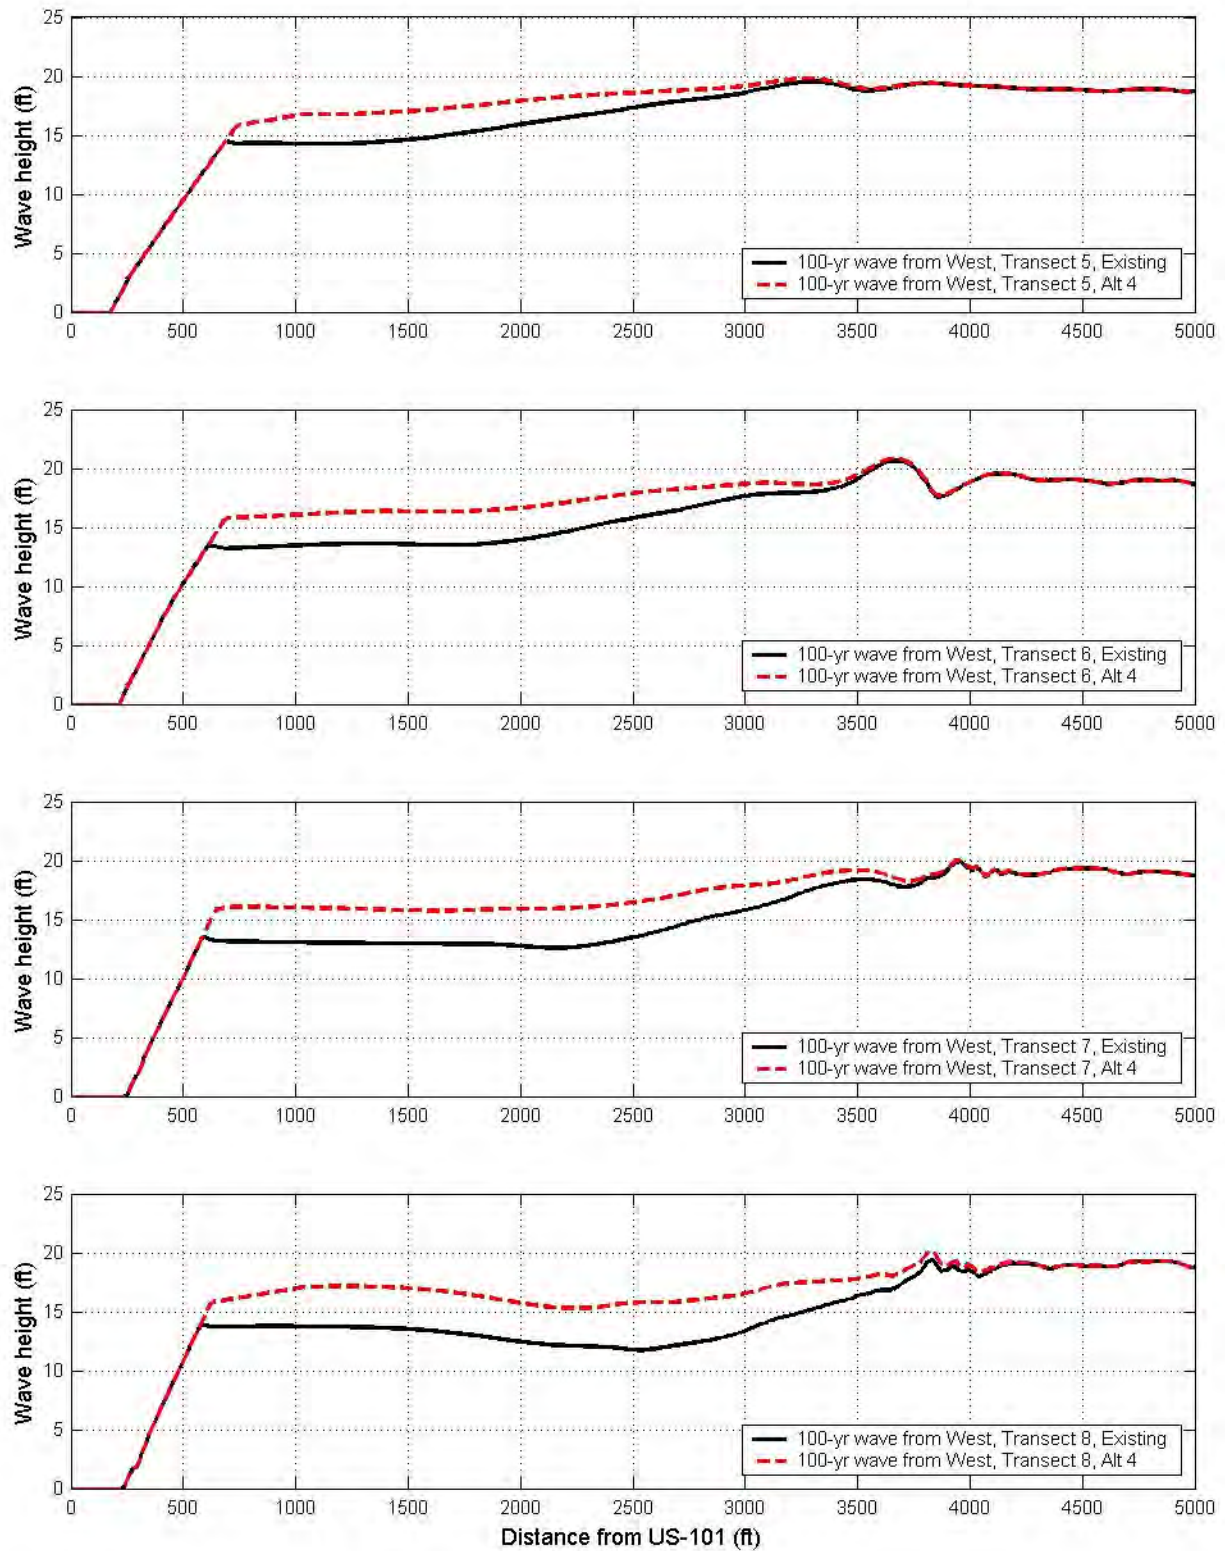 25
20
15
10
5
0
Wave height (ft)
100-yr wave from West, Transect 5, Existing
100-yr wave from West, Transect 5, Alt 4
0 500 1000 1500 2000 2500 3000 3500 4000 4500 5000
25
20
15
10
5
0
Wave height (ft)
100-yr wave from West, Transect 6, Existing
100-yr wave from West, Transect 6, Alt 4
0 500 1000 1500 2000 2500 3000 3500 4000 4500 5000
25
20
15
10
5
0
Wave height (ft)
100-yr wave from West, Transect 7, Existing
100-yr wave from West, Transect 7, Alt 4
0 500 1000 1500 2000 2500 3000 3500 4000 4500 5000
25
20
15
10
5
0
Wave height (ft)
100-yr wave from West, Transect 8, Existing
100-yr wave from West, Transect 8, Alt 4
0 500 1000 1500 2000 2500 3000 3500 4000 4500 5000
Distance from US-101 (ft)